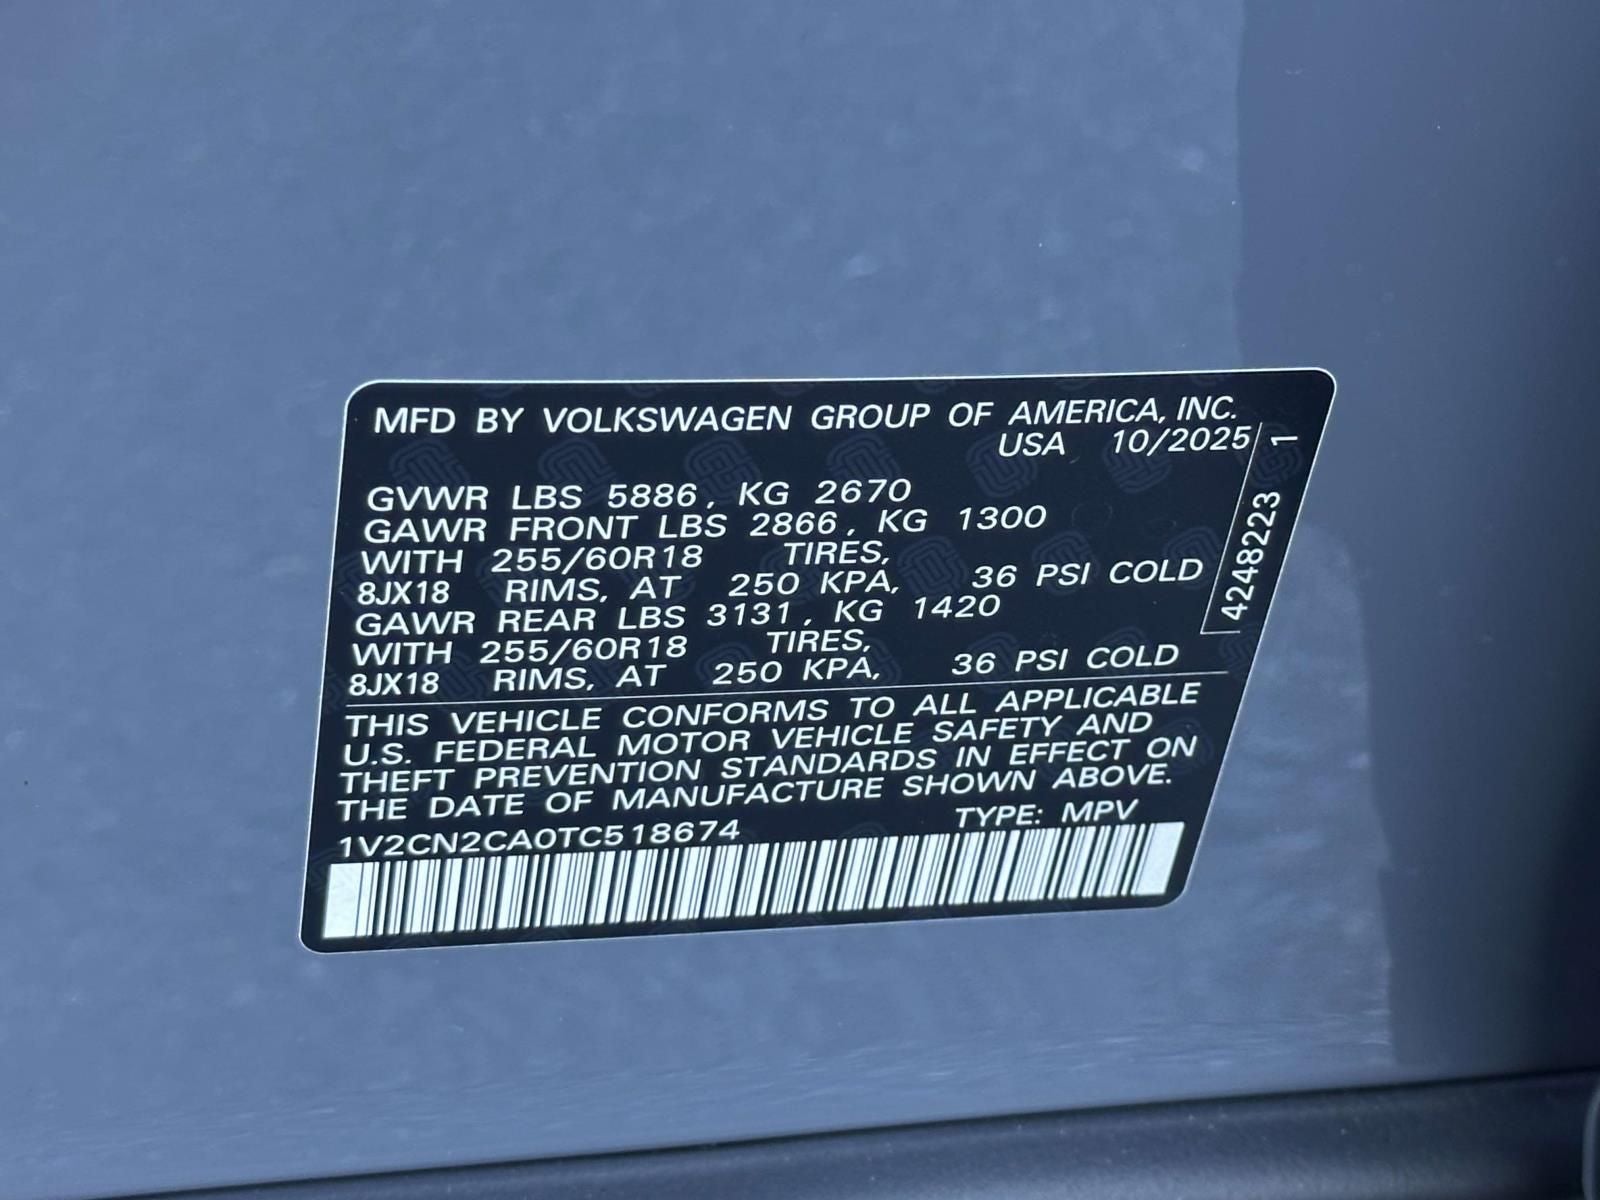 MFD BY VOLKSWAGEN GROUP OF AMERICA, INC.
USA 10/2025
GVWR LBS 5886, KG 2670
GAWR FRONT LBS 2866, KG 1300
WITH 255/60R18 TIRES,
8JX18 RIMS, AT 250 KPA, 36 PSI COLD
GAWR REAR LBS 3131, KG 1420
WITH 255/60R18 TIRES,
8JX18 RIMS, AT 250 KPA, 36 PSI COLD
THIS VEHICLE CONFORMS TO ALL APPLICABLE
U.S. FEDERAL MOTOR VEHICLE SAFETY AND
THEFT PREVENTION STANDARDS IN EFFECT ON
THE DATE OF MANUFACTURE SHOWN ABOVE.
1V2CN2CA0TC518674 TYPE: MPV
4248223 1